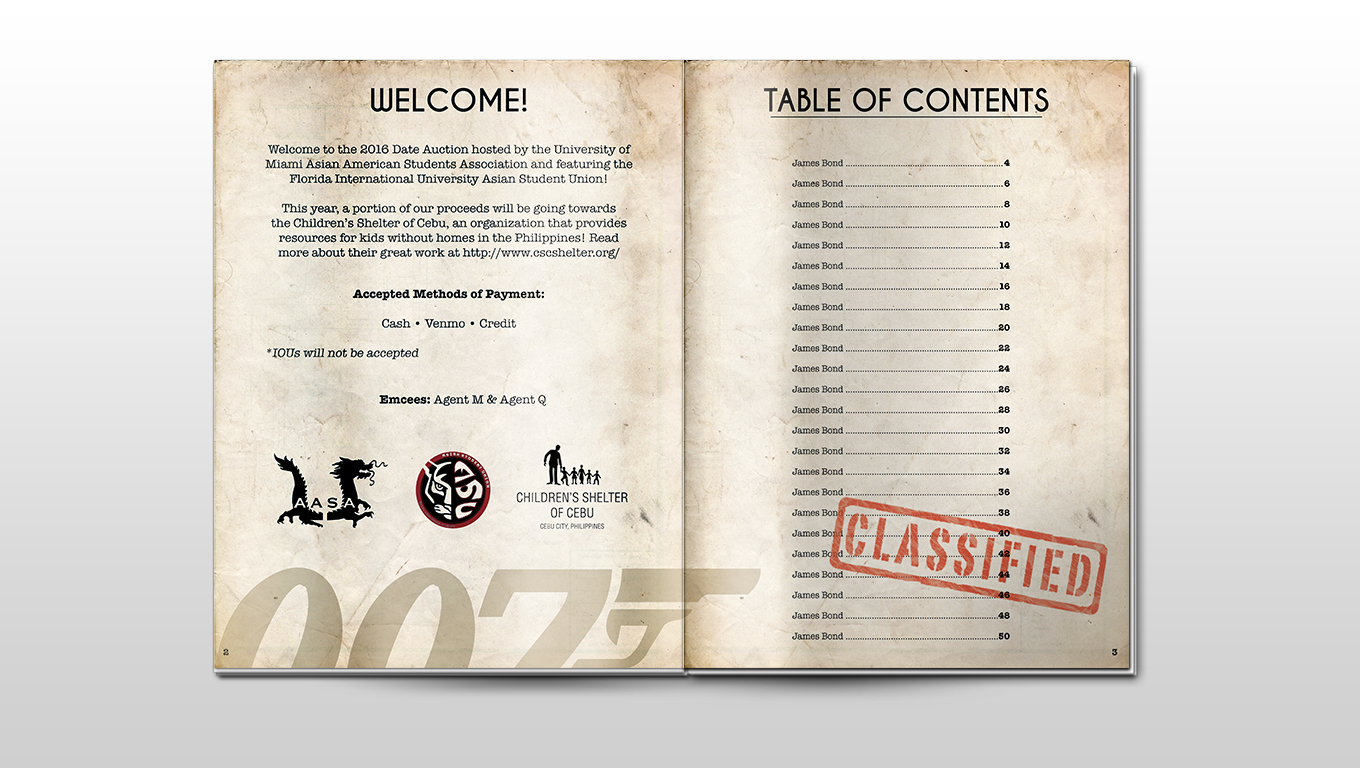 WELCOME!
Welcome to the 2016 Date Auction hosted by the University of
Miami Asian American Students Association and featuring the
Florida International University Asian Student Union!
This year, a portion of our proceeds will be going towards
the Children's Shelter of Cebu, an organization that provides
resources for kids without homes in the Philippines! Read
more about their great work at http://www.cscshelter.org/
Accepted Methods of Payment:
Cash • Venmo • Credit
*IOUs will not be accepted
Emcees: Agent M & Agent Q
AASA
ASU
CHILDREN'S SHELTER
OF CEBU
CEBU CITY, PHILIPPINES
007
2
TABLE OF CONTENTS
James Bond 4
James Bond 6
James Bond 8
James Bond 10
James Bond 12
James Bond 14
James Bond 16
James Bond 18
James Bond 20
James Bond 22
James Bond 24
James Bond 26
James Bond 28
James Bond 30
James Bond 32
James Bond 34
James Bond 36
James Bond 38
James Bond 40
James Bond 42
James Bond 44
James Bond 46
James Bond 48
James Bond 50
CLASSIFIED
3